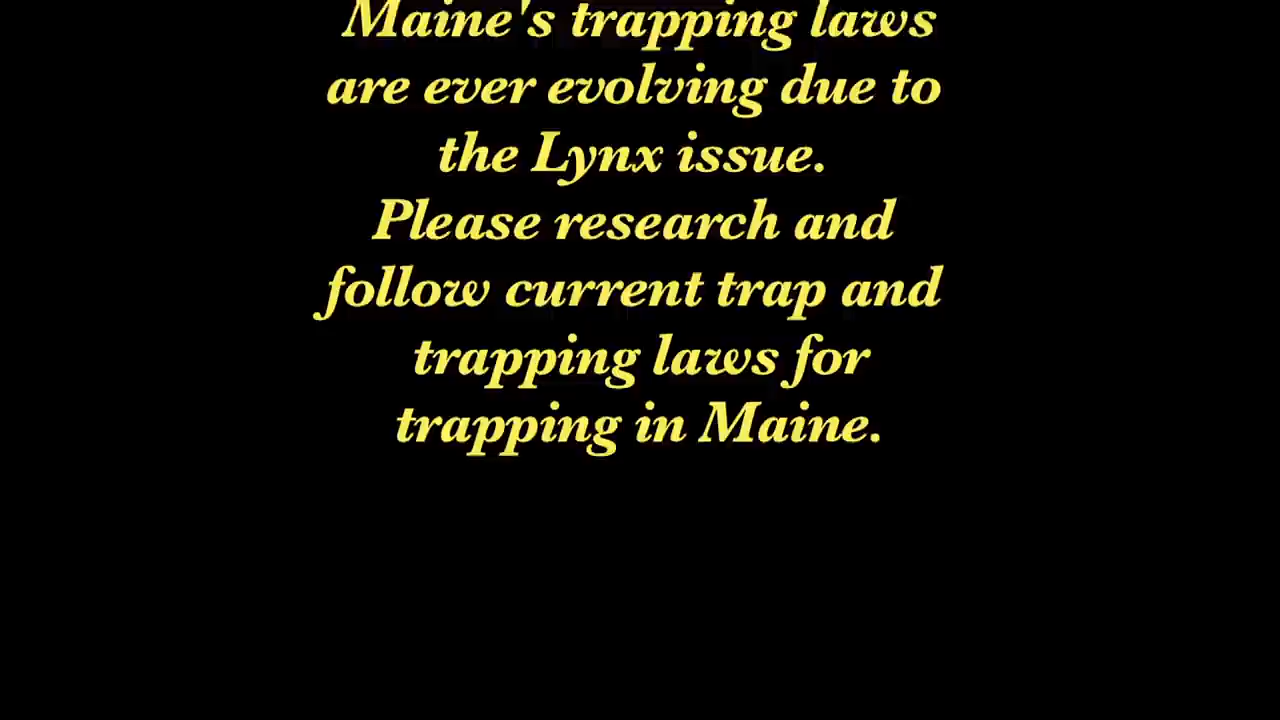 Maine's trapping laws
are ever evolving due to
the Lynx issue.
Please research and
follow current trap and
trapping laws for
trapping in Maine.